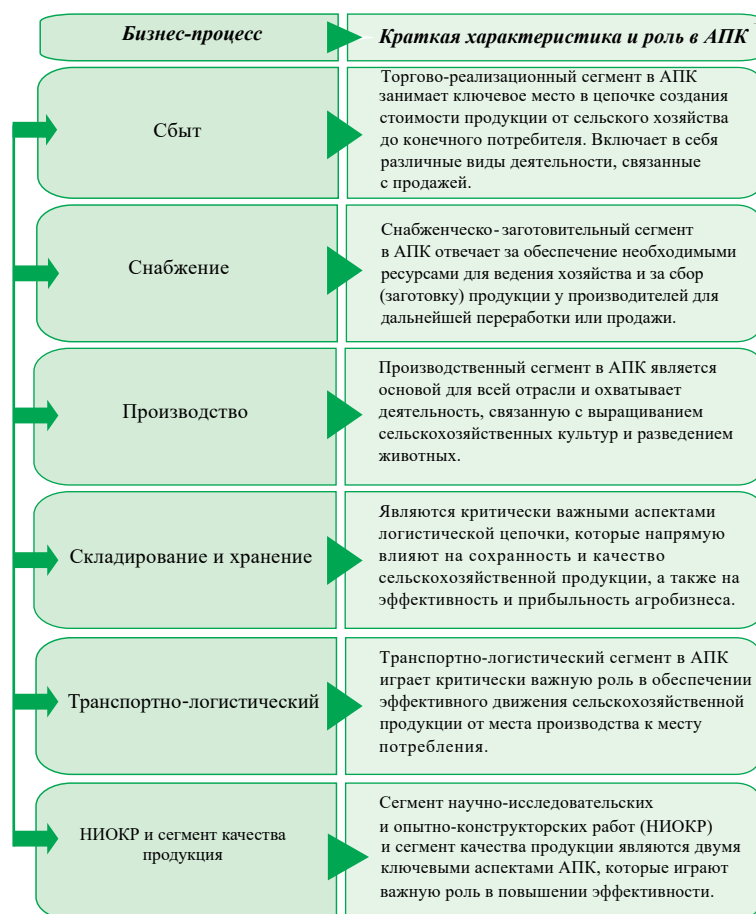 Бизнес-процесс
Краткая характеристика и роль в АПК
Сбыт
Торгово-реализационный сегмент в АПК
занимает ключевое место в цепочке создания
стоимости продукции от сельского хозяйства
до конечного потребителя. Включает в себя
различные виды деятельности, связанные
с продажей.
Снабжение
Снабженческо-заготовительный сегмент
в АПК отвечает за обеспечение необходимыми
ресурсами для ведения хозяйства и за сбор
(заготовку) продукции у производителей для
дальнейшей переработки или продажи.
Производство
Производственный сегмент в АПК является
основой для всей отрасли и охватывает
деятельность, связанную с выращиванием
сельскохозяйственных культур и разведением
животных.
Складирование и хранение
Являются критически важными аспектами
логистической цепочки, которые напрямую
влияют на сохранность и качество
сельскохозяйственной продукции, а также на
эффективность и прибыльность агробизнеса.
Транспортно-логистический
Транспортно-логистический сегмент в АПК
играет критически важную роль в обеспечении
эффективного движения сельскохозяйственной
продукции от места производства к месту
потребления.
НИОКР и сегмент качества
продукция
Сегмент научно-исследовательских
и опытно-конструкторских работ (НИОКР)
и сегмент качества продукции являются двумя
ключевыми аспектами АПК, которые играют
важную роль в повышении эффективности.